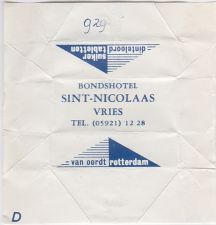 929-
suiker dinteloord
tabletten
BONDSHOTEL
SINT-NICOLAAS
VRIES
TEL. (05921) 12 28
van oordt rotterdam
D